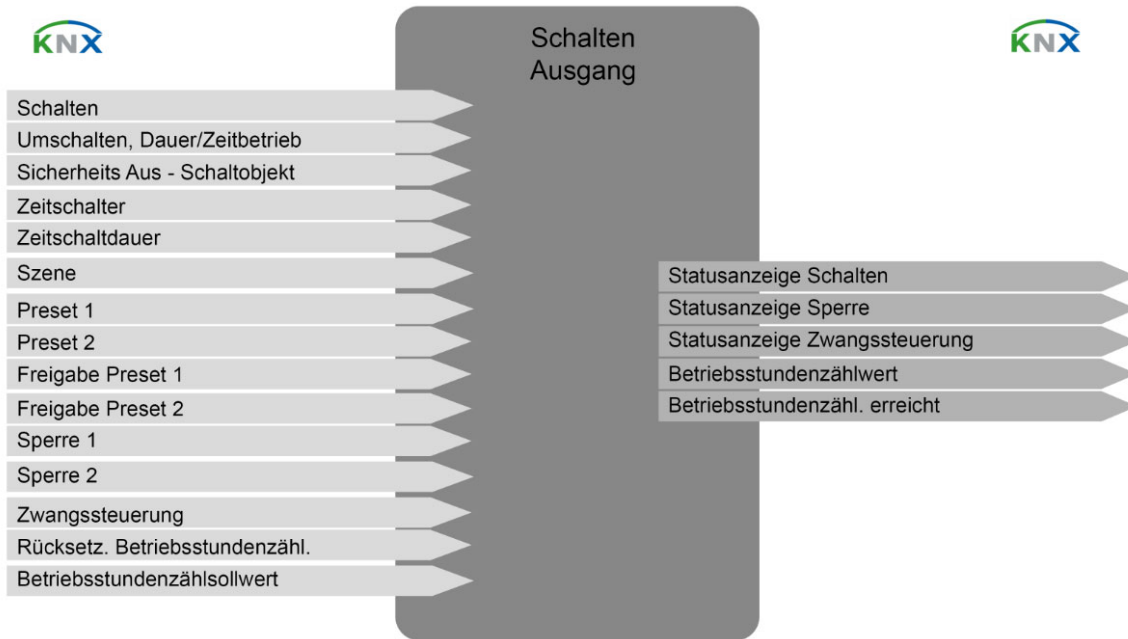 KNX
Schalten
Ausgang
KNX
Schalten
Umschalten, Dauer/Zeitbetrieb
Sicherheits Aus - Schaltobjekt
Zeitschalter
Zeitschaltdauer
Szene
Preset 1
Preset 2
Freigabe Preset 1
Freigabe Preset 2
Sperre 1
Sperre 2
Zwangssteuerung
Rücksetz. Betriebsstundenzähl.
Betriebsstundenzählsollwert
Statusanzeige Schalten
Statusanzeige Sperre
Statusanzeige Zwangssteuerung
Betriebsstundenzählwert
Betriebsstundenzähl. erreicht